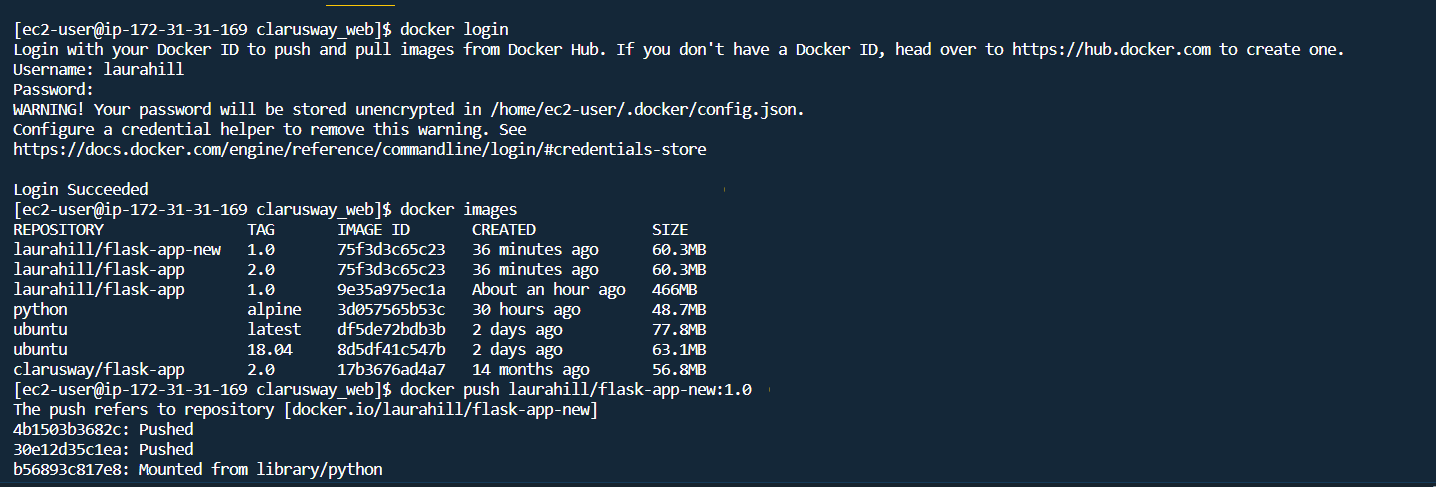 [ec2-user@ip-172-31-31-169 clarusway_web]$ docker login
Login with your Docker ID to push and pull images from Docker Hub. If you don't have a Docker ID, head over to https://hub.docker.com to create one.
Username: laurahill
Password:
WARNING! Your password will be stored unencrypted in /home/ec2-user/.docker/config.json.
Configure a credential helper to remove this warning. See
https://docs.docker.com/engine/reference/commandline/login/#credentials-store
Login Succeeded
[ec2-user@ip-172-31-31-169 clarusway_web]$ docker images
REPOSITORY TAG IMAGE ID CREATED SIZE
laurahill/flask-app-new 1.0 75f3d3c65c23 36 minutes ago 60.3MB
laurahill/flask-app 2.0 75f3d3c65c23 36 minutes ago 60.3MB
laurahill/flask-app 1.0 9e35a975ec1a About an hour ago 466MB
python alpine 3d057565b53c 30 hours ago 48.7MB
ubuntu latest df5de72bdb3b 2 days ago 77.8MB
ubuntu 18.04 8d5df41c547b 2 days ago 63.1MB
clarusway/flask-app 2.0 17b3676ad4a7 14 months ago 56.8MB
[ec2-user@ip-172-31-31-169 clarusway_web]$ docker push laurahill/flask-app-new:1.0
The push refers to repository [docker.io/laurahill/flask-app-new]
4b1503b3682c: Pushed
30e12d35c1ea: Pushed
b56893c817e8: Mounted from library/python